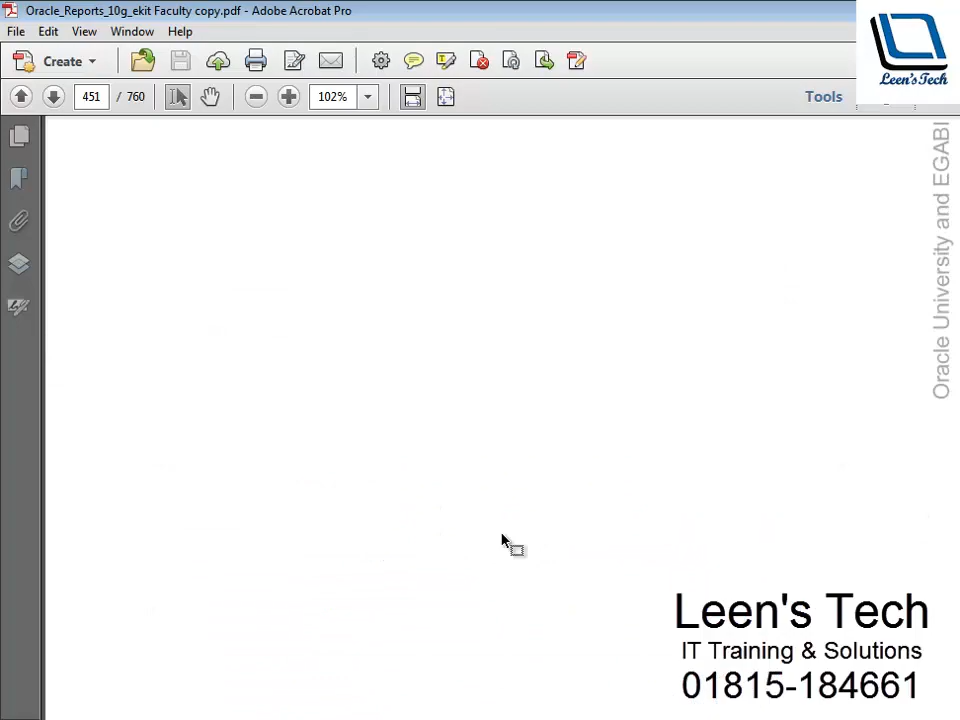 Oracle_Reports_10g_ekit Faculty copy.pdf - Adobe Acrobat Pro
File Edit View Window Help
Create
451 / 760 102% Tools
Leen'sTech
Oracle University and EGABI
Leen's Tech
IT Training & Solutions
01815-184661